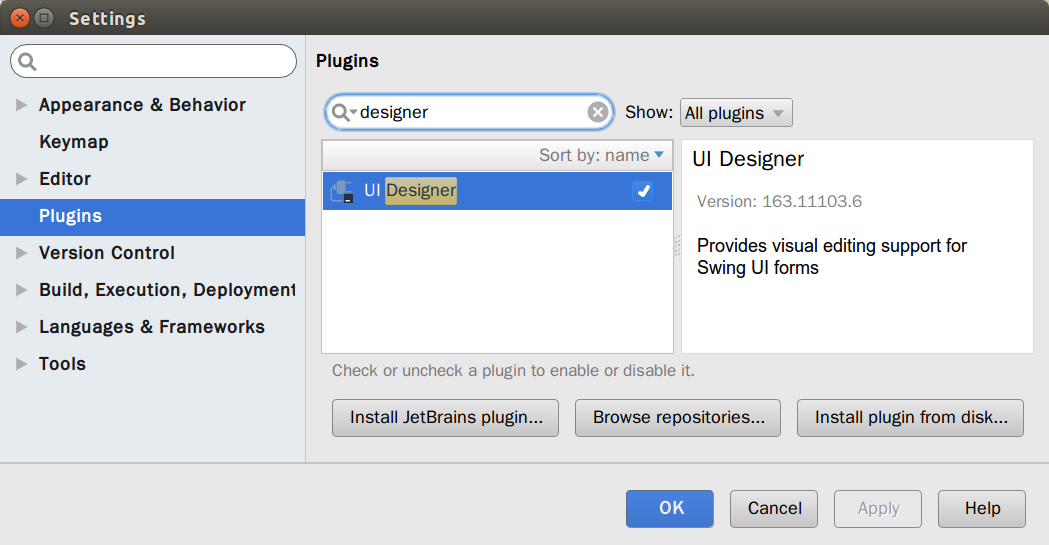 Settings
Plugins
Appearance & Behavior
Keymap
Editor
Plugins
Version Control
Build, Execution, Deployment
Languages & Frameworks
Tools
designer
Show: All plugins
Sort by: name
UI Designer
UI Designer
Version: 163.11103.6
Provides visual editing support for
Swing UI forms
Check or uncheck a plugin to enable or disable it.
Install JetBrains plugin...
Browse repositories...
Install plugin from disk...
OK
Cancel
Apply
Help